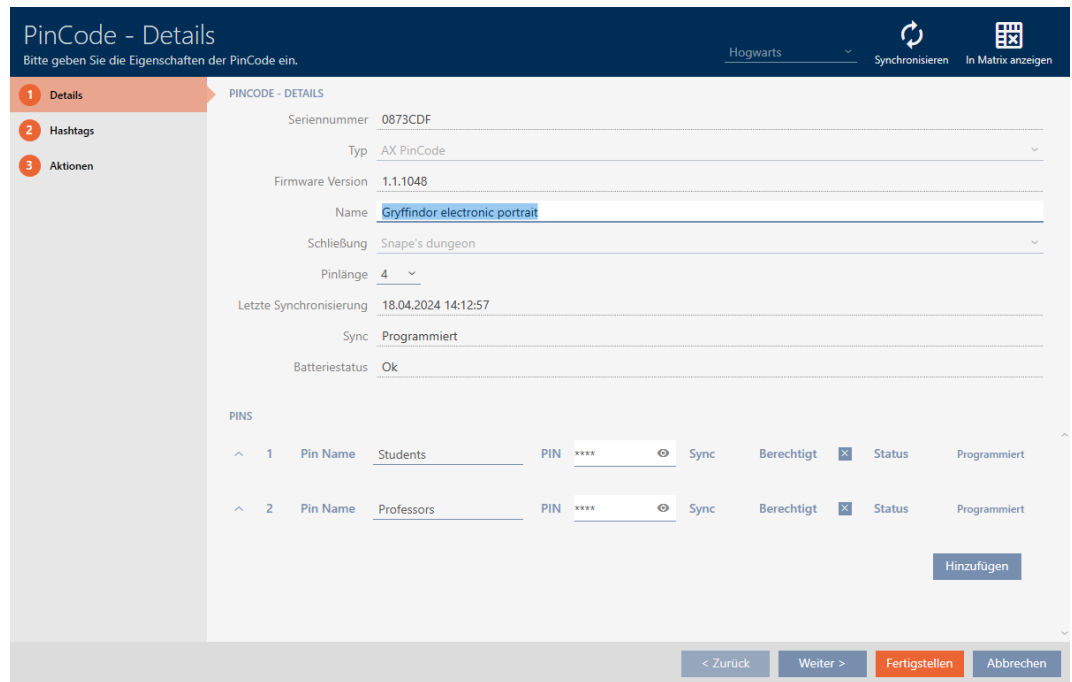 PinCode - Details
Bitte geben Sie die Eigenschaften der PinCode ein.
Hogwarts
Synchronisieren
In Matrix anzeigen
1 Details
2 Hashtags
3 Aktionen
PINCODE - DETAILS
Seriennummer 0873CDF
Typ AX PinCode
Firmware Version 1.1.1048
Name Gryffindor electronic portrait
Schließung Snape's dungeon
Pinlänge 4
Letzte Synchronisierung 18.04.2024 14:12:57
Sync Programmiert
Batteriestatus Ok
PINS
1 Pin Name Students PIN **** Sync Berechtigt Status Programmiert
2 Pin Name Professors PIN **** Sync Berechtigt Status Programmiert
Hinzufügen
< Zurück Weiter > Fertigstellen Abbrechen